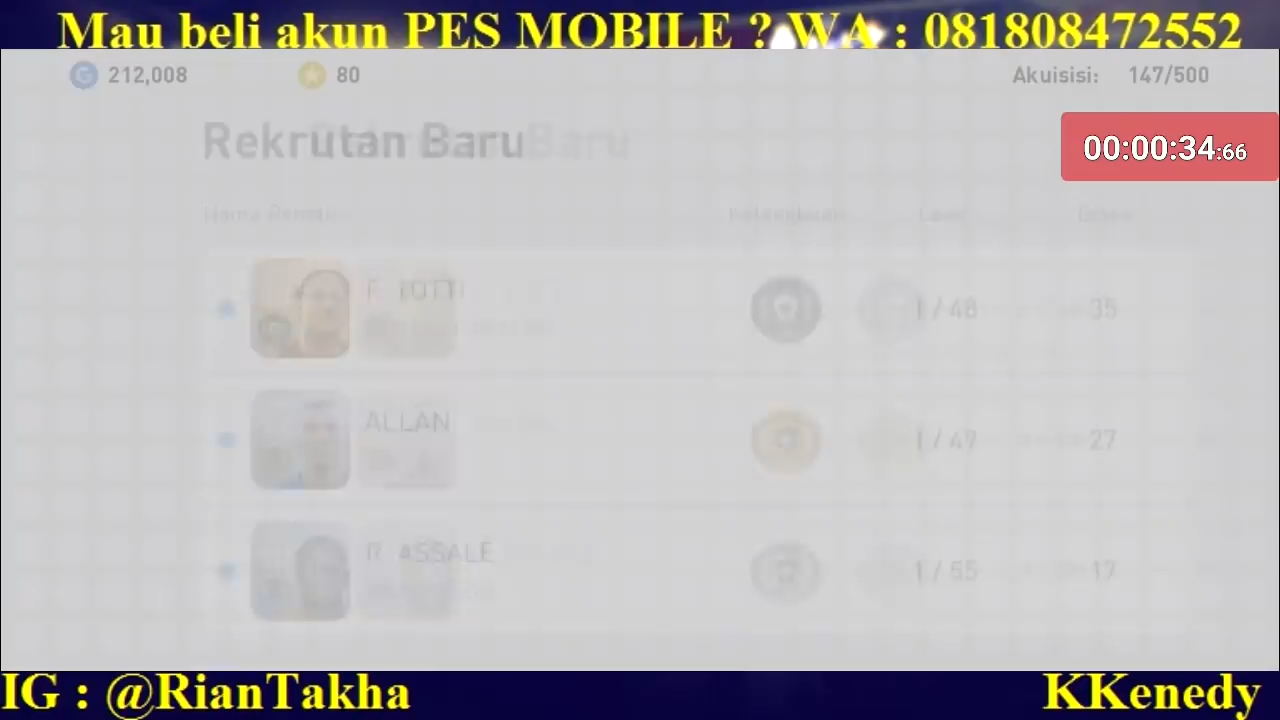 Mau beli akun PES MOBILE ? WA : 081808472552
212,008 80 Akuisisi: 147/500
Rekrutan Baru
00:00:34:66
F. TOTTI
1 / 48 35
ALLAN
1 / 49 27
R. ASSALE
1 / 55 17
IG : @RianTakha KKenedy